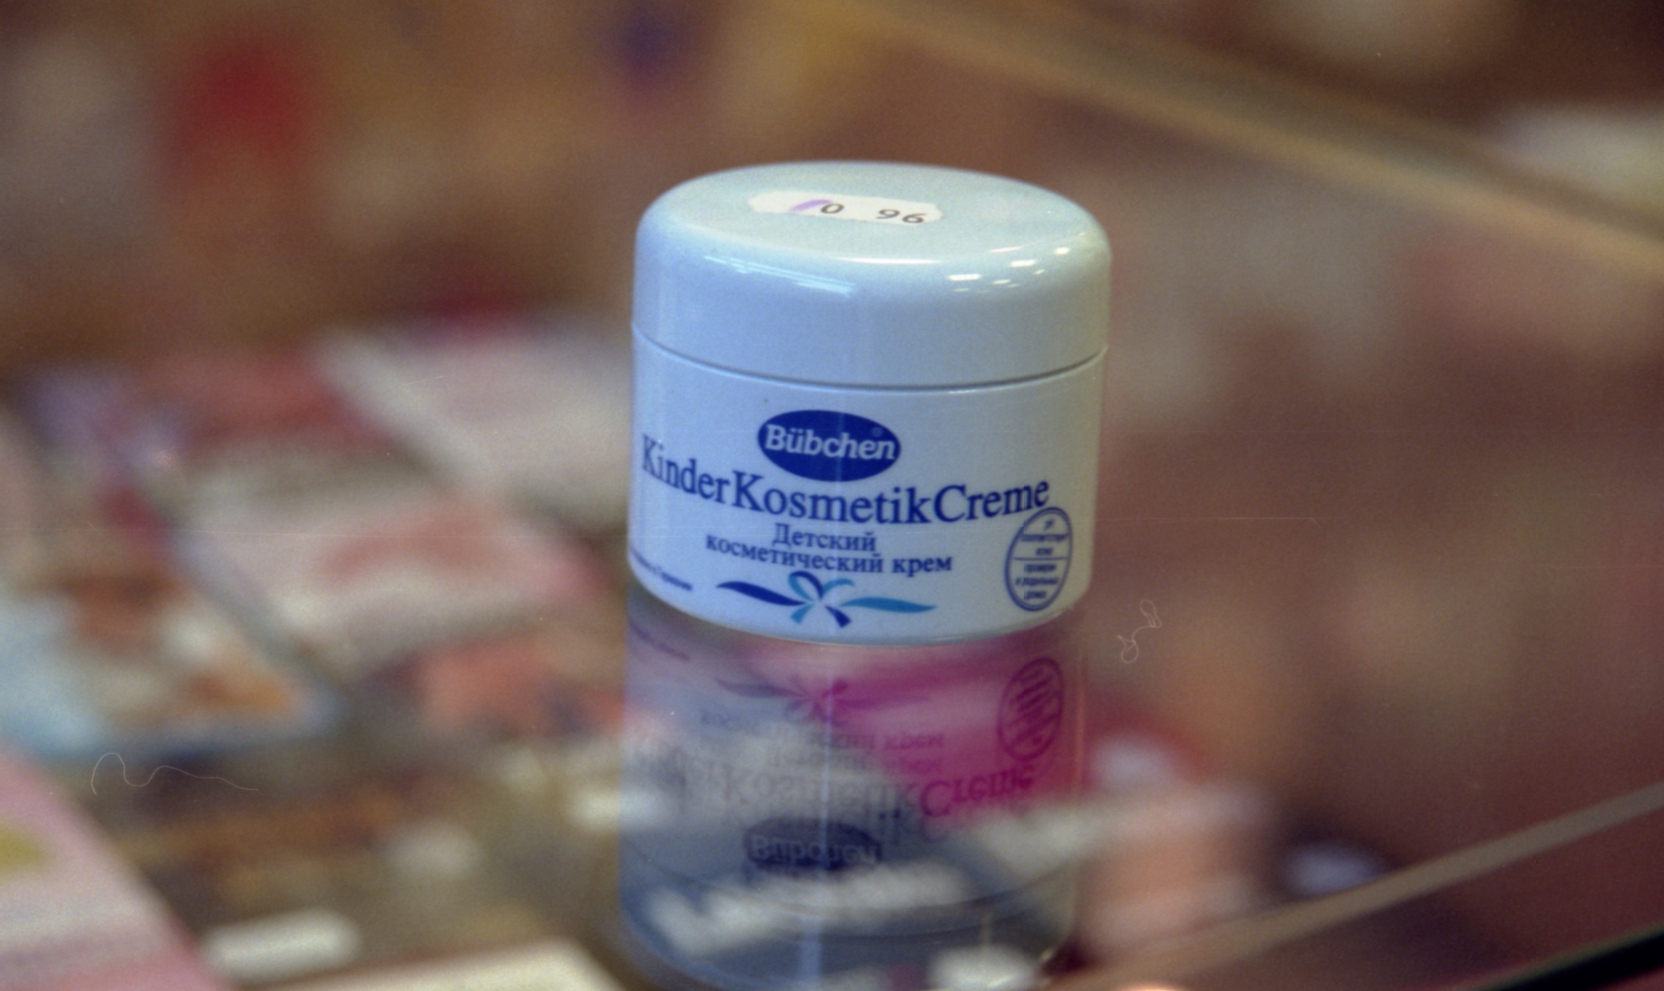 0 96
Bübchen
KinderKosmetikCreme
Детский
косметический крем